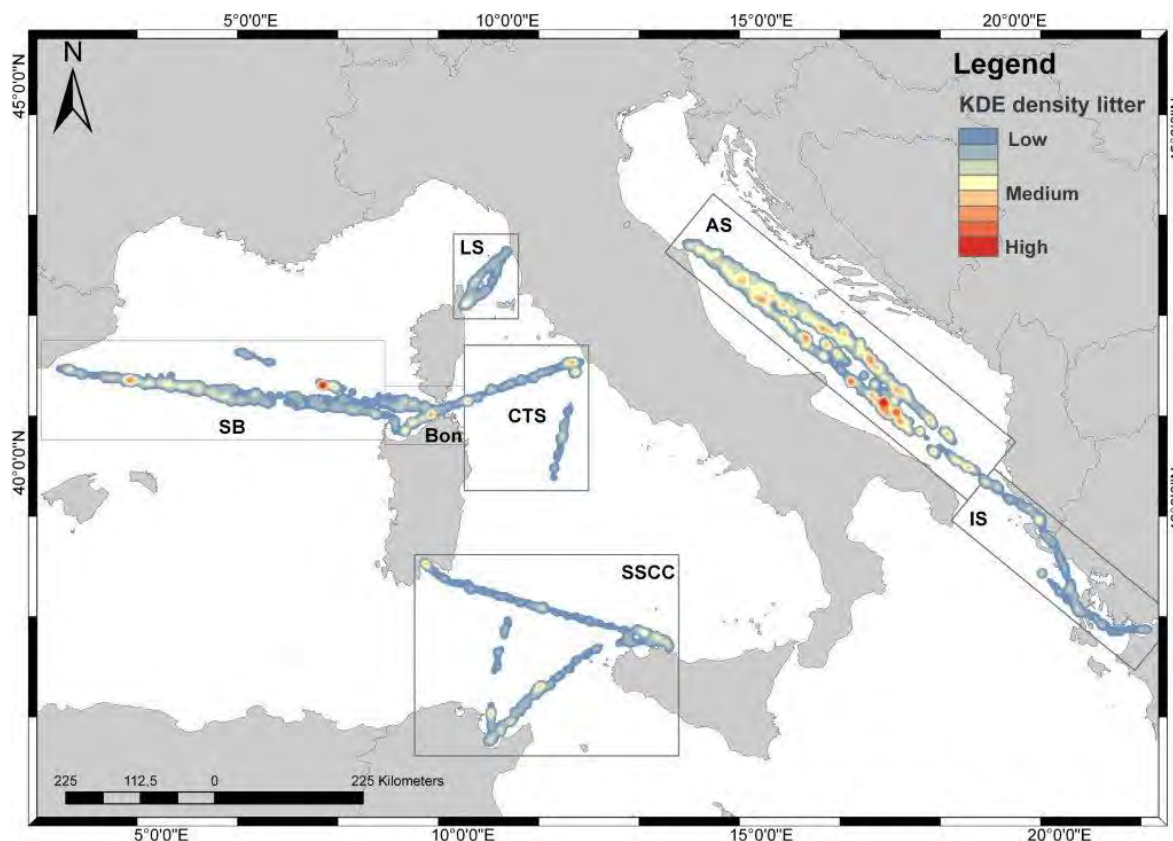 5°0'0"E 10°0'0"E 15°0'0"E 20°0'0"E
N
Legend
KDE density litter
Low
Medium
High
45°0'0"N
AS
LS
SB
Bon
CTS
40°0'0"N
IS
SSCC
225 112.5 0 225 Kilometers
5°0'0"E 10°0'0"E 15°0'0"E 20°0'0"E